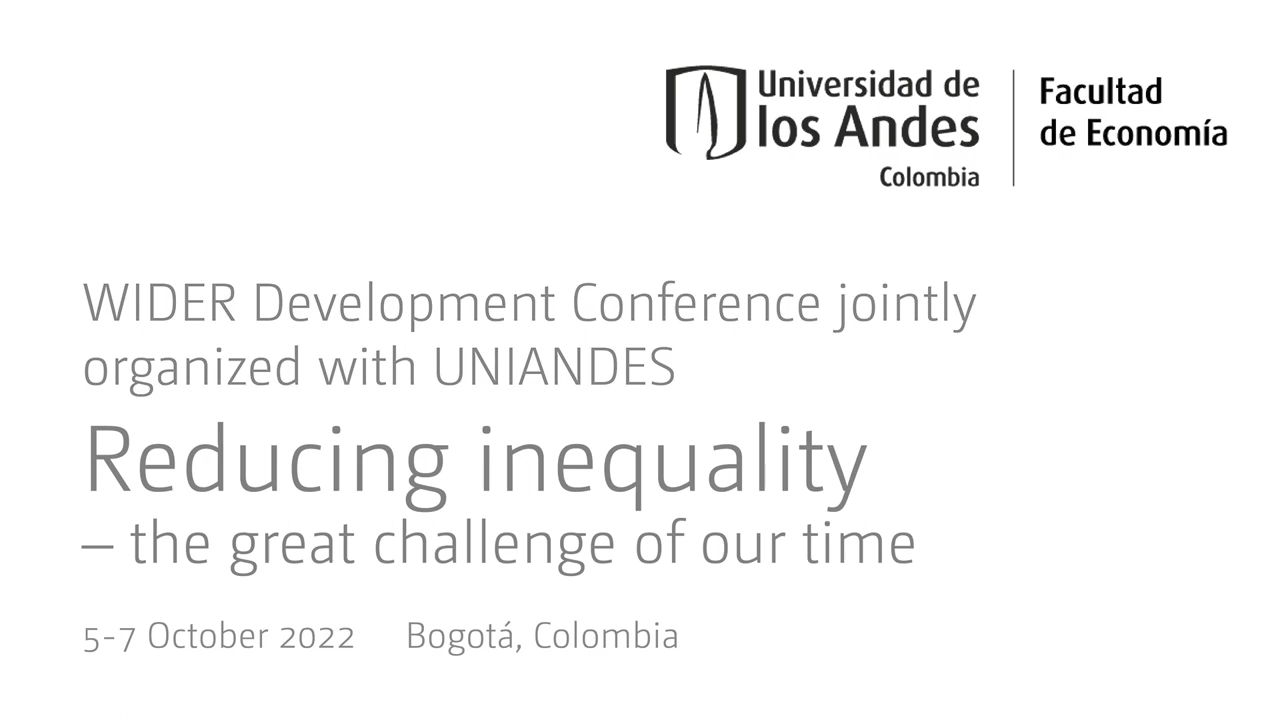 Universidad de
los Andes
Colombia
Facultad
de Economía
WIDER Development Conference jointly
organized with UNIANDES
Reducing inequality
– the great challenge of our time
5-7 October 2022 Bogotá, Colombia